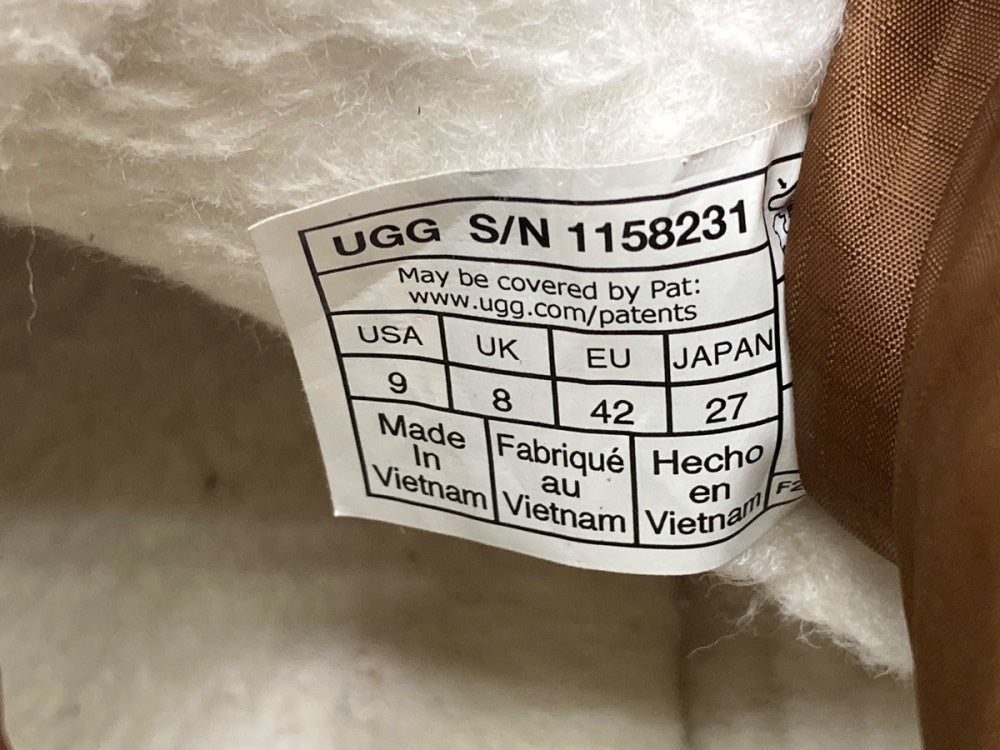 UGG S/N 1158231
May be covered by Pat:
www.ugg.com/patents
USA UK EU JAPAN
9 8 42 27
Made In Vietnam
Fabriqué au Vietnam
Hecho en Vietnam